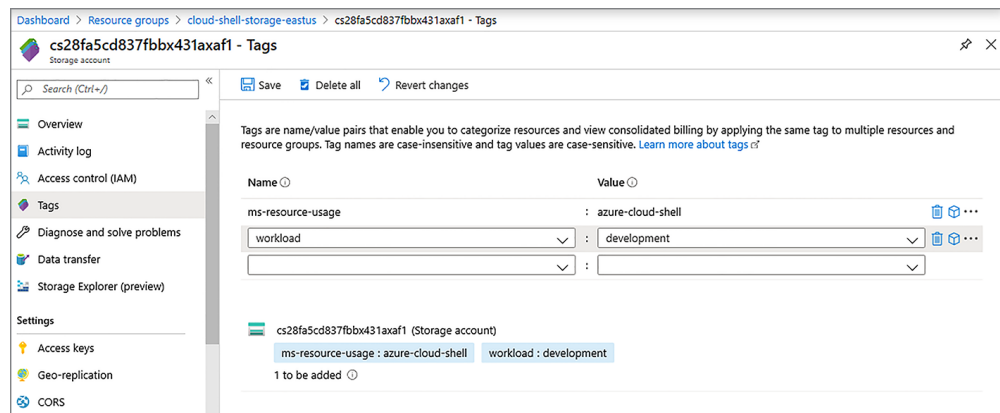 Dashboard > Resource groups > cloud-shell-storage-eastus > cs28fa5cd837fbbx431axaf1 - Tags
cs28fa5cd837fbbx431axaf1 - Tags
Storage account
Search (Ctrl+/)
«
Overview
Activity log
Access control (IAM)
Tags
Diagnose and solve problems
Data transfer
Storage Explorer (preview)
Settings
Access keys
Geo-replication
CORS
Save Delete all Revert changes
Tags are name/value pairs that enable you to categorize resources and view consolidated billing by applying the same tag to multiple resources and
resource groups. Tag names are case-insensitive and tag values are case-sensitive. Learn more about tags
Name Value
ms-resource-usage : azure-cloud-shell
workload : development
:
cs28fa5cd837fbbx431axaf1 (Storage account)
ms-resource-usage : azure-cloud-shell workload : development
1 to be added